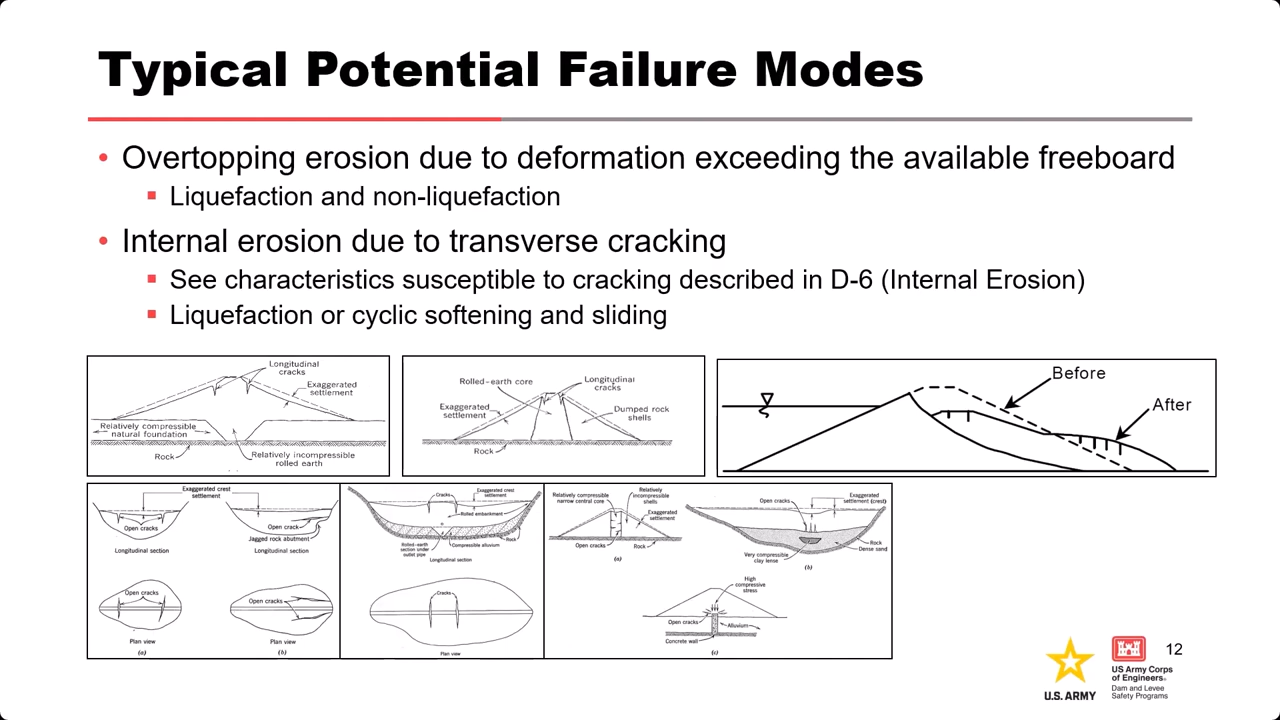 Typical Potential Failure Modes
• Overtopping erosion due to deformation exceeding the available freeboard
▪ Liquefaction and non-liquefaction
• Internal erosion due to transverse cracking
▪ See characteristics susceptible to cracking described in D-6 (Internal Erosion)
▪ Liquefaction or cyclic softening and sliding
Longitudinal
cracks
Exaggerated
settlement
Relatively compressible
natural foundation
Rock
Relatively incompressible
rolled earth
Rolled-earth core
Longitudinal
cracks
Exaggerated
settlement
Dumped rock
shells
Rock
Before
After
Exaggerated crest
settlement
Open cracks
Longitudinal section
Open crack
Jagged rock abutment
Longitudinal section
Open cracks
Plan view
(a)
Open cracks
Plan view
(b)
Cracks
Exaggerated crest
settlement
Rolled embankment
Rolled-earth
section under
outlet pipe
Compressible alluvium
Rock
Longitudinal section
Cracks
Plan view
Relatively compressible
narrow central core
Relatively
incompressible
shells
Exaggerated
settlement
Open cracks
Rock
(a)
Open cracks
Exaggerated
settlement (crest)
Very compressible
clay lense
Rock
Dense sand
(b)
High
compressive
stress
Open cracks
Alluvium
Concrete wall
(c)
U.S. ARMY
US Army Corps
of Engineers®
Dam and Levee
Safety Programs
12